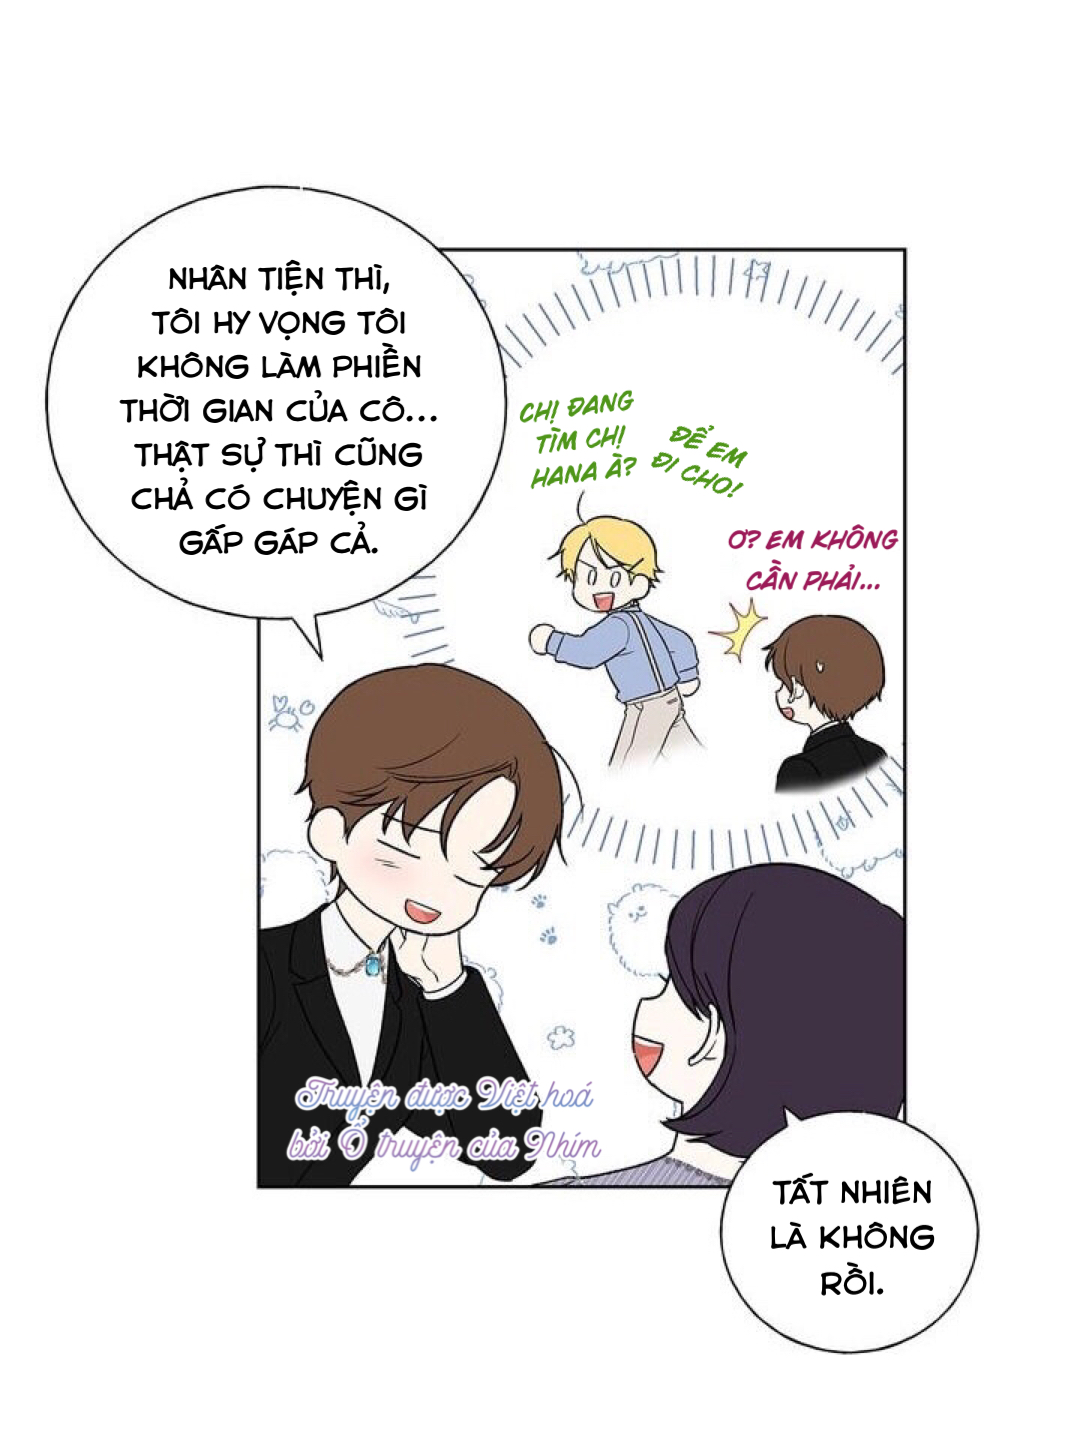 NHÂN TIỆN THÌ,
TÔI HY VỌNG TÔI
KHÔNG LÀM PHIỀN
THỜI GIAN CỦA CÔ...
THẬT SỰ THÌ CŨNG
CHẢ CÓ CHUYỆN GÌ
GẤP GÁP CẢ.
CHỊ ĐANG
TÌM CHỊ
HANA À?
ĐỂ EM
ĐI CHO!
Ơ? EM KHÔNG
CẦN PHẢI...
Truyện được Việt hoá
bởi Ổ truyện của Nhím
TẤT NHIÊN
LÀ KHÔNG
RỒI.